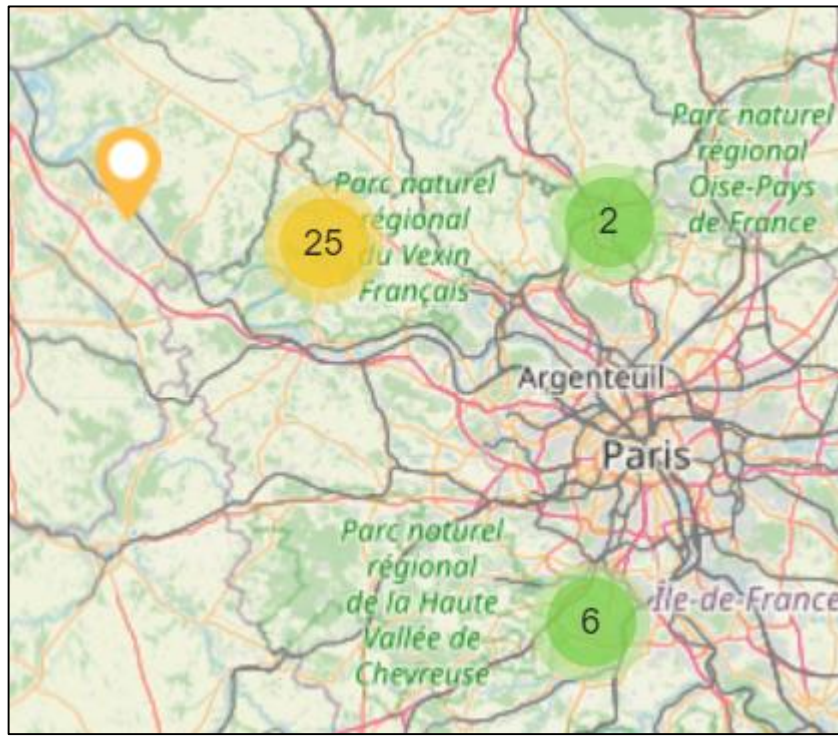 Parc naturel
régional
Oise-Pays
de France
2
Parc naturel
régional
du Vexin
Français
25
Argenteuil
Paris
Parc naturel
régional
de la Haute
Vallée de
Chevreuse
6
Île-de-France